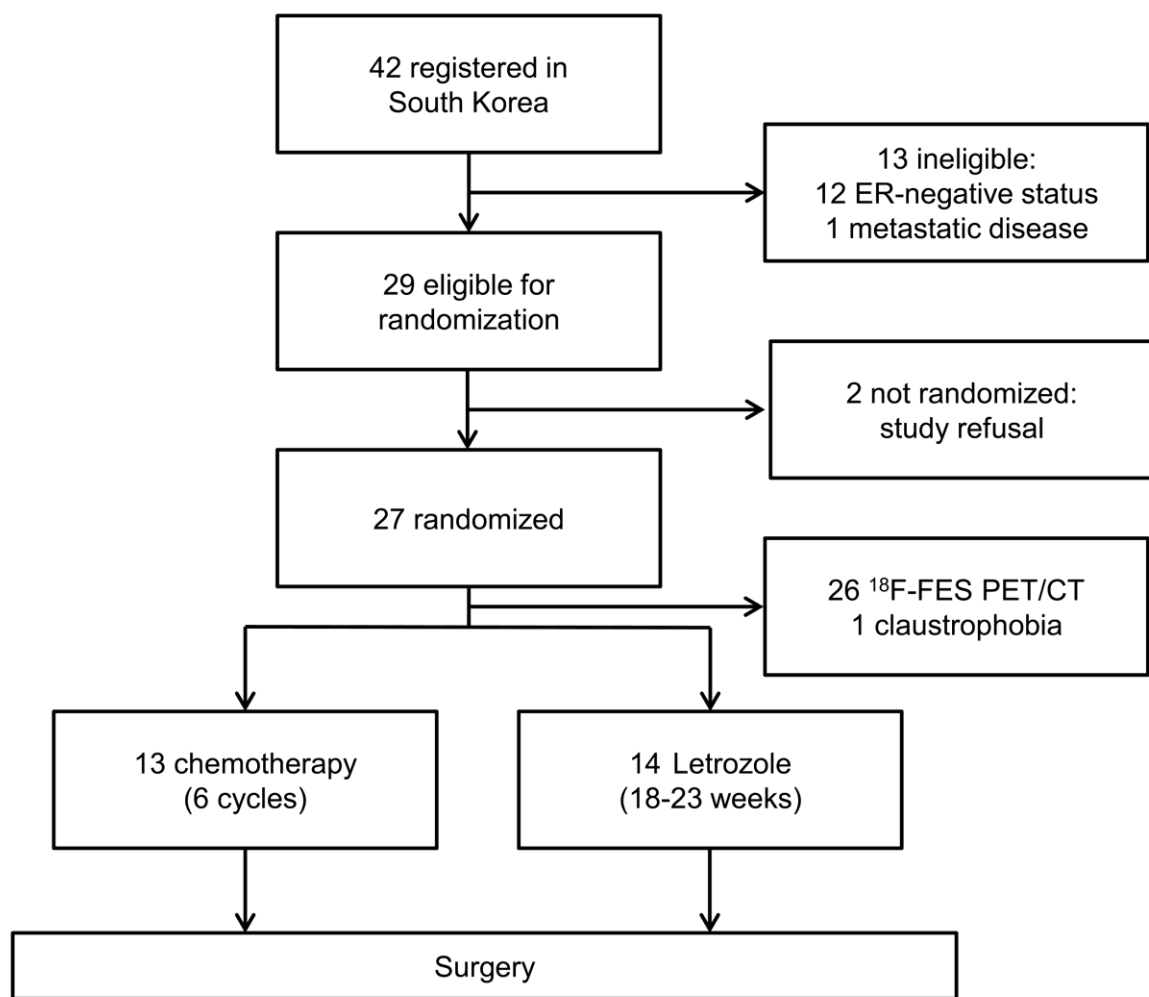 42 registered in
South Korea
13 ineligible:
12 ER-negative status
1 metastatic disease
29 eligible for
randomization
2 not randomized:
study refusal
27 randomized
26 ¹⁸F-FES PET/CT
1 claustrophobia
13 chemotherapy
(6 cycles)
14 Letrozole
(18-23 weeks)
Surgery